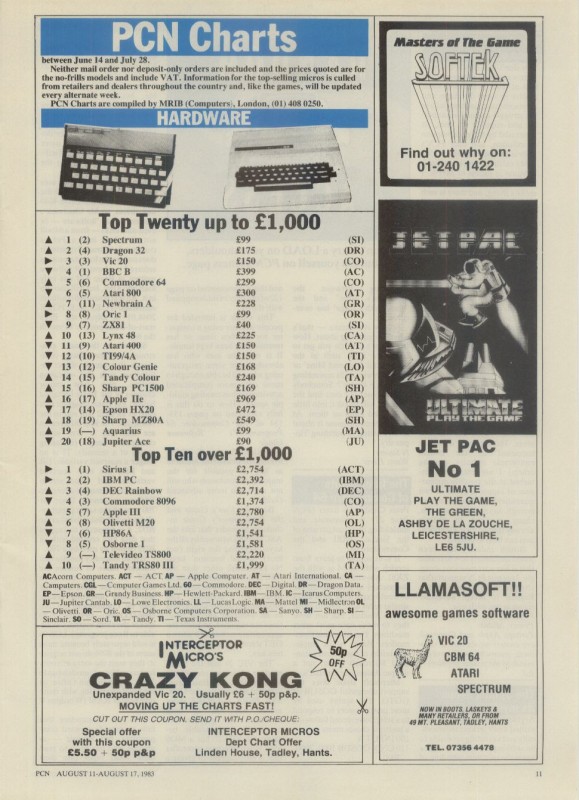 PCN Charts
between June 14 and July 28.
Neither mail order nor deposit-only orders are included and the prices quoted are for
the no-frills models and include VAT. Information for the top-selling micros is culled
from retailers and dealers throughout the country and, like the games, will be updated
every alternate week.
PCN Charts are compiled by MRIB (Computers), London, (01) 408 0250.
HARDWARE
Top Twenty up to £1,000
▲ 1 (2) Spectrum £99 (SI)
▲ 2 (4) Dragon 32 £175 (DR)
► 3 (3) Vic 20 £150 (CO)
▼ 4 (1) BBC B £399 (AC)
▲ 5 (6) Commodore 64 £299 (CO)
▼ 6 (5) Atari 800 £300 (AT)
▲ 7 (11) Newbrain A £228 (GR)
► 8 (8) Oric 1 £99 (OR)
▼ 9 (7) ZX81 £40 (SI)
▲ 10 (13) Lynx 48 £225 (CA)
▼ 11 (9) Atari 400 £150 (AT)
▼ 12 (10) TI99/4A £150 (TI)
▼ 13 (12) Colour Genie £168 (LO)
▲ 14 (15) Tandy Colour £240 (TA)
▲ 15 (16) Sharp PC1500 £169 (SH)
▲ 16 (17) Apple IIe £969 (AP)
▼ 17 (14) Epson HX20 £472 (EP)
▲ 18 (19) Sharp MZ80A £549 (SH)
▲ 19 (—) Aquarius £99 (MA)
▼ 20 (18) Jupiter Ace £90 (JU)
Top Ten over £1,000
► 1 (1) Sirius 1 £2,754 (ACT)
► 2 (2) IBM PC £2,392 (IBM)
▲ 3 (4) DEC Rainbow £2,714 (DEC)
▼ 4 (3) Commodore 8096 £1,374 (CO)
▲ 5 (7) Apple III £2,780 (AP)
▲ 6 (8) Olivetti M20 £2,754 (OL)
▼ 7 (6) HP86A £1,541 (HP)
▼ 8 (5) Osborne 1 £1,581 (OS)
▲ 9 (—) Televideo TS800 £2,220 (MI)
▲ 10 (—) Tandy TRS80 III £1,999 (TA)
ACAcorn Computers. ACT — ACT. AP — Apple Computer. AT — Atari International. CA —
Camputers. CGL — Computer Games Ltd. GO — Commodore. DEC — Digital. DR — Dragon Data.
EP — Epson. GR — Grundy Business. HP — Hewlett-Packard. IBM — IBM. IC — Icarus Computers.
JU — Jupiter Cantab. LO — Lowe Electronics. LL — Lucas Logic. MA — Mattel MI — Midlectron OL
— Olivetti. OR — Oric. OS — Osborne Computers Corporation. SA — Sanyo. SH — Sharp. SI —
Sinclair. SO — Sord. TA — Tandy. TI — Texas Instruments.
INTERCEPTOR
MICRO'S
50p
OFF
CRAZY KONG
Unexpanded Vic 20. Usually £6 + 50p p&p.
MOVING UP THE CHARTS FAST!
CUT OUT THIS COUPON. SEND IT WITH P.O./CHEQUE:
Special offer
with this coupon
£5.50 + 50p p&p
INTERCEPTOR MICROS
Dept Chart Offer
Linden House, Tadley, Hants.
Masters of The Game
SOFTEK
Find out why on:
01-240 1422
JETPAC
ULTIMATE
PLAY THE GAME
JET PAC
No 1
ULTIMATE
PLAY THE GAME,
THE GREEN,
ASHBY DE LA ZOUCHE,
LEICESTERSHIRE,
LE6 5JU.
LLAMASOFT!!
awesome games software
VIC 20
CBM 64
ATARI
SPECTRUM
NOW IN BOOTS. LASKEYS &
MANY RETAILERS, OR FROM
49 MT. PLEASANT, TADLEY, HANTS
TEL. 07356 4478
PCN AUGUST 11-AUGUST 17, 1983
11